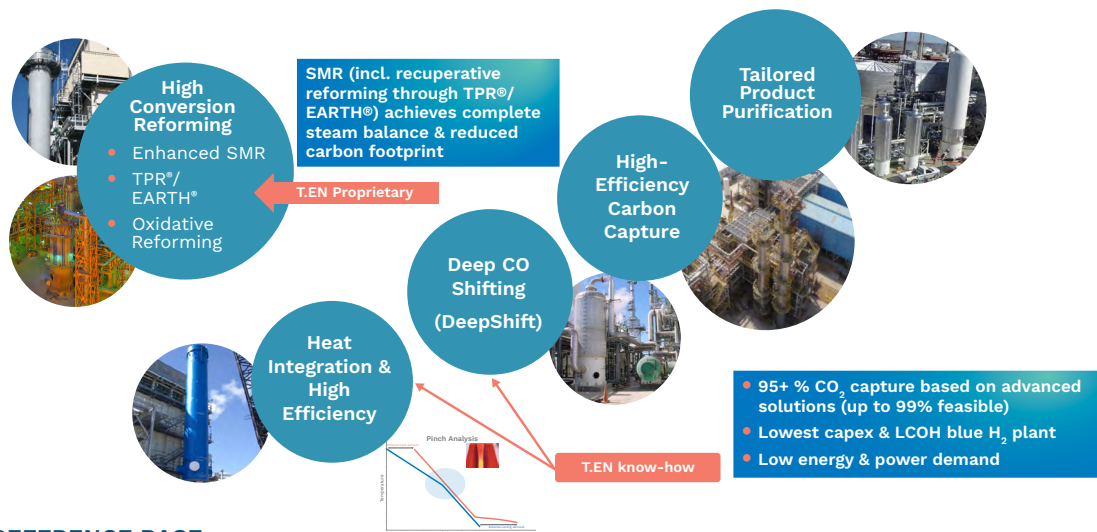 High
Conversion
Reforming
• Enhanced SMR
• TPR®/
EARTH®
• Oxidative
Reforming
SMR (incl. recuperative
reforming through TPR®/
EARTH®) achieves complete
steam balance & reduced
carbon footprint
T.EN Proprietary
Tailored
Product
Purification
High-
Efficiency
Carbon
Capture
Deep CO
Shifting
(DeepShift)
Heat
Integration &
High
Efficiency
Pinch Analysis
Temperature
T.EN know-how
• 95+ % CO₂ capture based on advanced
solutions (up to 99% feasible)
• Lowest capex & LCOH blue H₂ plant
• Low energy & power demand